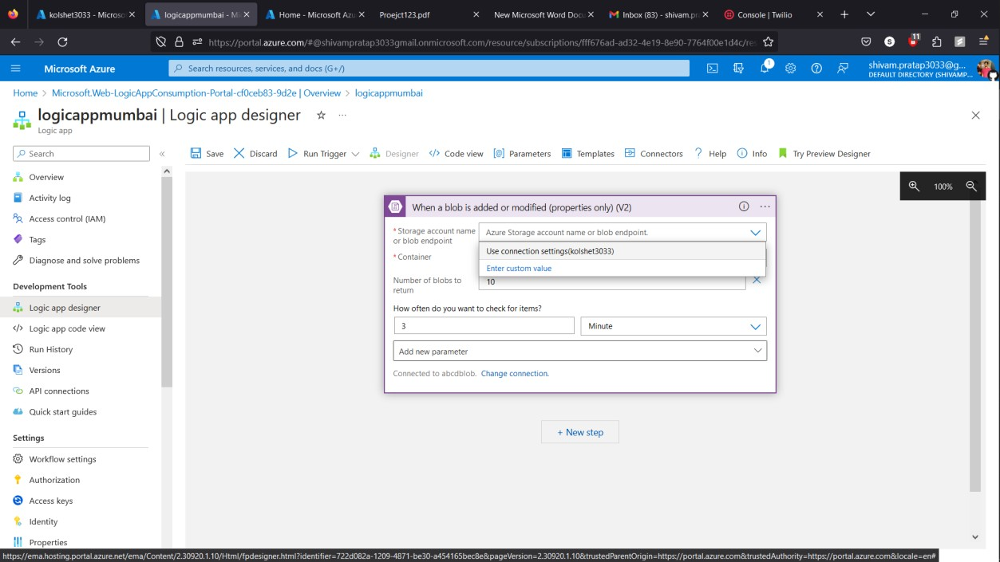 kolshet3033 - Microso
logicappmumbai - Mi
Home - Microsoft Azu
Proejct123.pdf
New Microsoft Word Docu
Inbox (83) - shivam.pr
Console | Twilio
https://portal.azure.com/#@shivampratap3033gmail.onmicrosoft.com/resource/subscriptions/fff676ad-ad32-4e19-8e90-7764f00e1d4c/res
11
Microsoft Azure
Search resources, services, and docs (G+/)
1
shivam.pratap3033@g...
DEFAULT DIRECTORY (SHIVAMP...
Home > Microsoft.Web-LogicAppConsumption-Portal-cf0ceb83-9d2e | Overview > logicappmumbai
logicappmumbai | Logic app designer
Logic app
Search
Save Discard Run Trigger Designer Code view Parameters Templates Connectors Help Info Try Preview Designer
Overview
Activity log
Access control (IAM)
Tags
Diagnose and solve problems
Development Tools
Logic app designer
Logic app code view
Run History
Versions
API connections
Quick start guides
Settings
Workflow settings
Authorization
Access keys
Identity
Properties
100%
When a blob is added or modified (properties only) (V2)
* Storage account name or blob endpoint
Azure Storage account name or blob endpoint.
Use connection settings(kolshet3033)
Enter custom value
* Container
Number of blobs to return
10
How often do you want to check for items?
3
Minute
Add new parameter
Connected to abcdblob. Change connection.
+ New step
https://ema.hosting.portal.azure.net/ema/Content/2.30920.1.10/Html/fpdesigner.html?identifier=722d082a-1209-4871-be30-a454165bec8e&pageVersion=2.30920.1.10&trustedParentOrigin=https://portal.azure.com&trustedAuthority=https://portal.azure.com&locale=en#